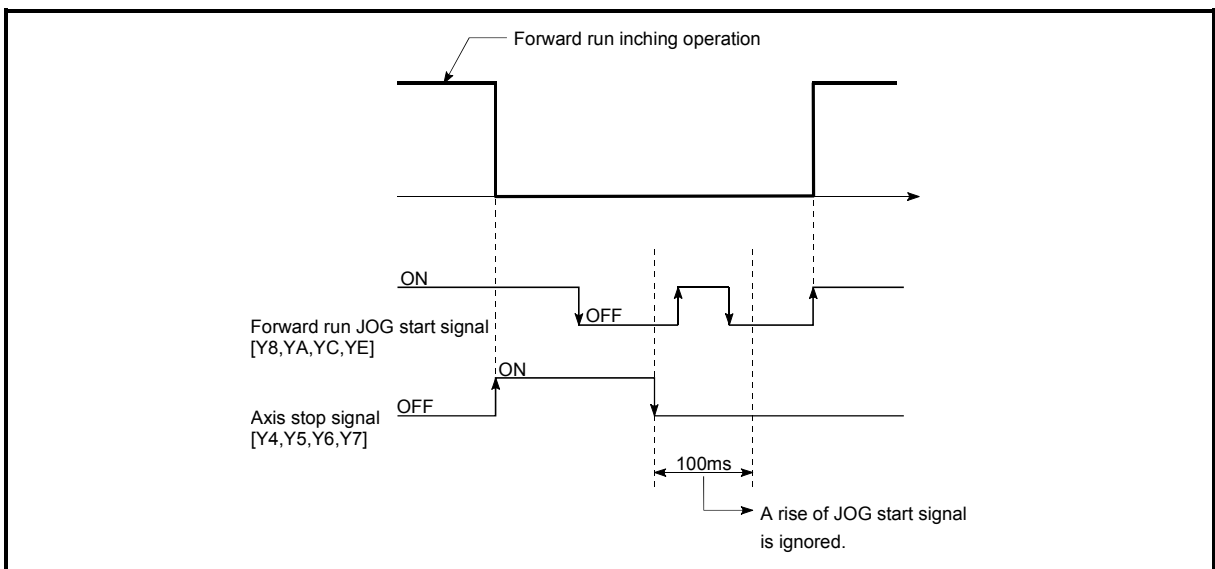 Forward run inching operation
ON
OFF
Forward run JOG start signal
[Y8,YA,YC,YE]
ON
OFF
Axis stop signal
[Y4,Y5,Y6,Y7]
100ms
A rise of JOG start signal
is ignored.